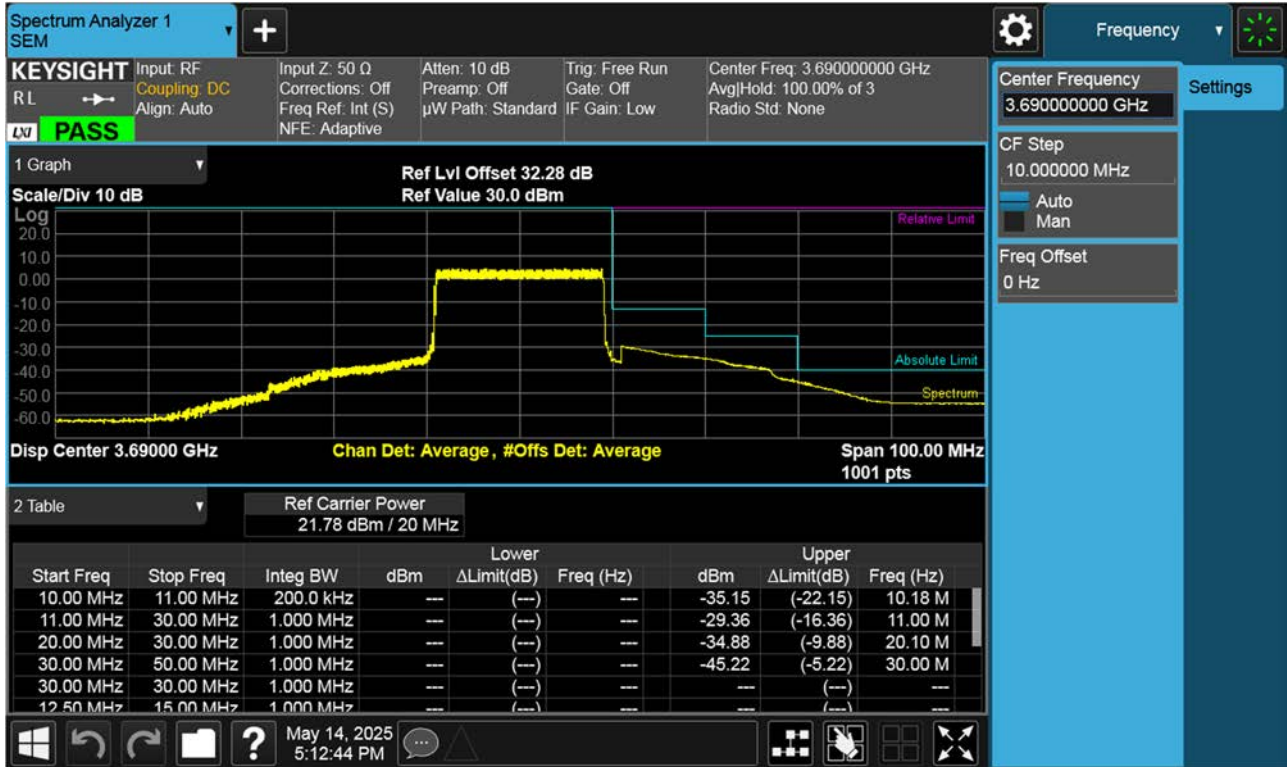 Spectrum Analyzer 1
SEM
Frequency
KEYSIGHT
RL
LXI PASS
Input: RF
Coupling: DC
Align: Auto
Input Z: 50 Ω
Corrections: Off
Freq Ref: Int (S)
NFE: Adaptive
Atten: 10 dB
Preamp: Off
µW Path: Standard
Trig: Free Run
Gate: Off
IF Gain: Low
Center Freq: 3.690000000 GHz
Avg|Hold: 100.00% of 3
Radio Std: None
Center Frequency
3.690000000 GHz
Settings
CF Step
10.000000 MHz
Auto
Man
Freq Offset
0 Hz
1 Graph
Scale/Div 10 dB
Ref Lvl Offset 32.28 dB
Ref Value 30.0 dBm
Log
20.0
10.0
0.00
-10.0
-20.0
-30.0
-40.0
-50.0
-60.0
Relative Limit
Absolute Limit
Spectrum
Disp Center 3.69000 GHz
Chan Det: Average, #Offs Det: Average
Span 100.00 MHz
1001 pts
2 Table
Ref Carrier Power
21.78 dBm / 20 MHz
Lower Upper
Start Freq Stop Freq Integ BW dBm ΔLimit(dB) Freq (Hz) dBm ΔLimit(dB) Freq (Hz)
10.00 MHz 11.00 MHz 200.0 kHz --- (---) --- -35.15 (-22.15) 10.18 M
11.00 MHz 30.00 MHz 1.000 MHz --- (---) --- -29.36 (-16.36) 11.00 M
20.00 MHz 30.00 MHz 1.000 MHz --- (---) --- -34.88 (-9.88) 20.10 M
30.00 MHz 50.00 MHz 1.000 MHz --- (---) --- -45.22 (-5.22) 30.00 M
30.00 MHz 30.00 MHz 1.000 MHz --- (---) --- --- (---) ---
12.50 MHz 15.00 MHz 1.000 MHz --- (---) --- --- (---) ---
?
May 14, 2025
5:12:44 PM